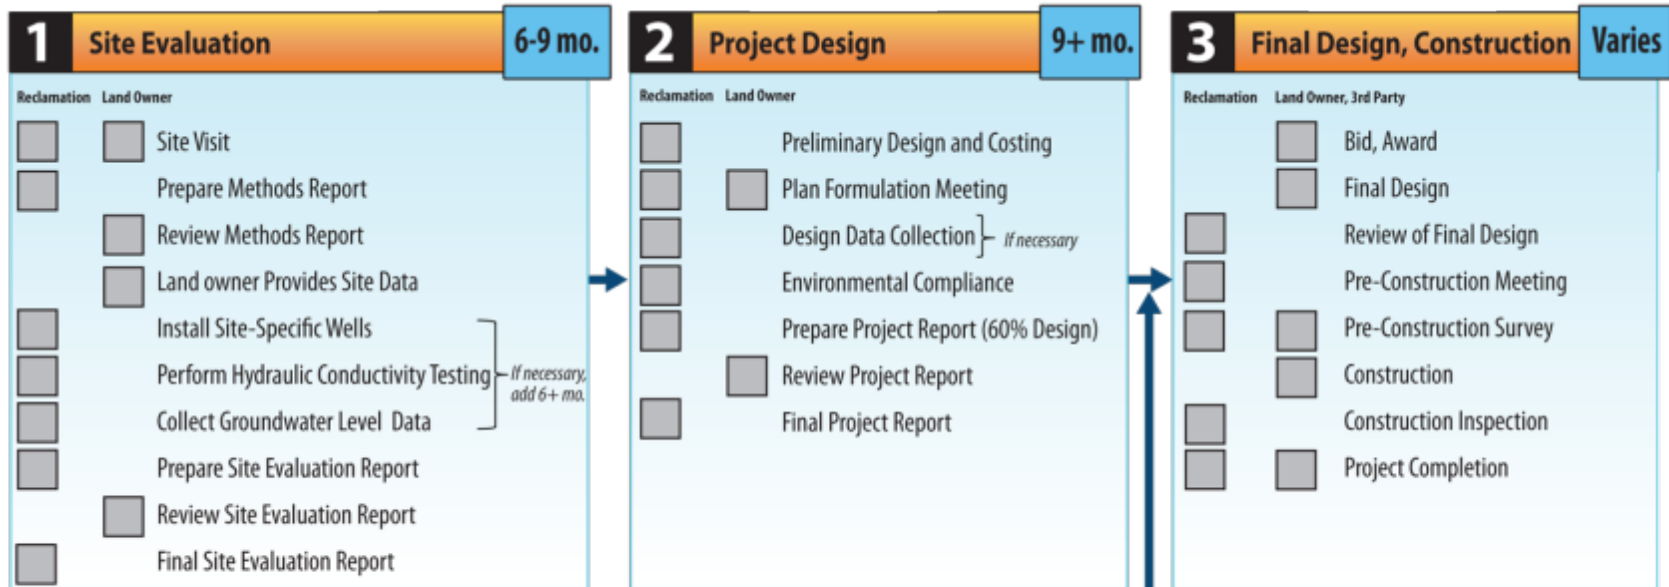 1 Site Evaluation 6-9 mo.
Reclamation Land Owner
Site Visit
Prepare Methods Report
Review Methods Report
Land owner Provides Site Data
Install Site-Specific Wells
Perform Hydraulic Conductivity Testing
Collect Groundwater Level Data
If necessary,
add 6+ mo.
Prepare Site Evaluation Report
Review Site Evaluation Report
Final Site Evaluation Report
2 Project Design 9+ mo.
Reclamation Land Owner
Preliminary Design and Costing
Plan Formulation Meeting
Design Data Collection If necessary
Environmental Compliance
Prepare Project Report (60% Design)
Review Project Report
Final Project Report
3 Final Design, Construction Varies
Reclamation Land Owner, 3rd Party
Bid, Award
Final Design
Review of Final Design
Pre-Construction Meeting
Pre-Construction Survey
Construction
Construction Inspection
Project Completion